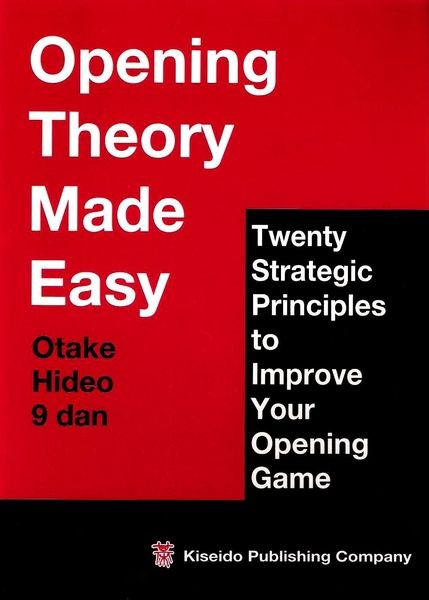 Opening
Theory
Made
Easy
Otake
Hideo
9 dan
Twenty
Strategic
Principles
to
Improve
Your
Opening
Game
Kiseido Publishing Company